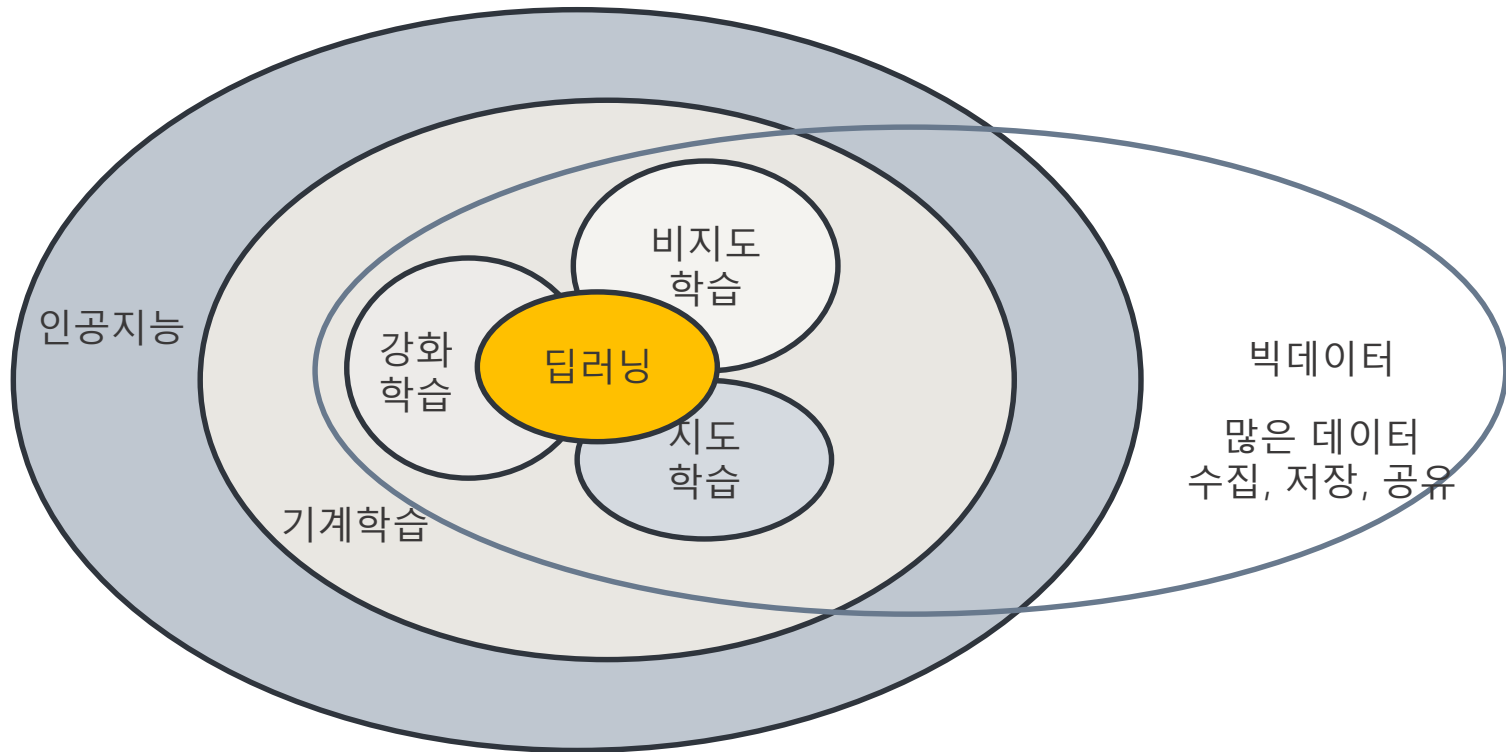 인공지능
기계학습
강화
학습
딥러닝
비지도
학습
지도
학습
빅데이터
많은 데이터
수집, 저장, 공유